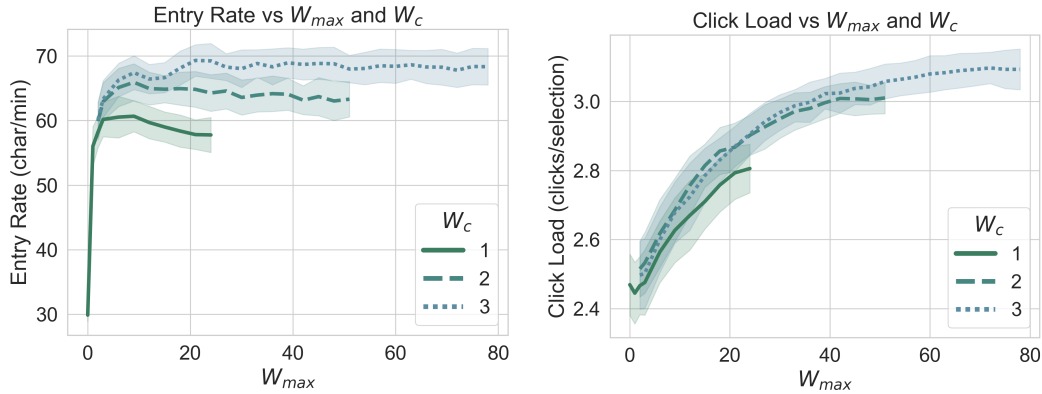 Entry Rate vs W_max and W_c
Entry Rate (char/min)
70
60
50
40
30
0 20 40 60 80
W_max
W_c
1
2
3
Click Load vs W_max and W_c
Click Load (clicks/selection)
3.0
2.8
2.6
2.4
0 20 40 60 80
W_max
W_c
1
2
3